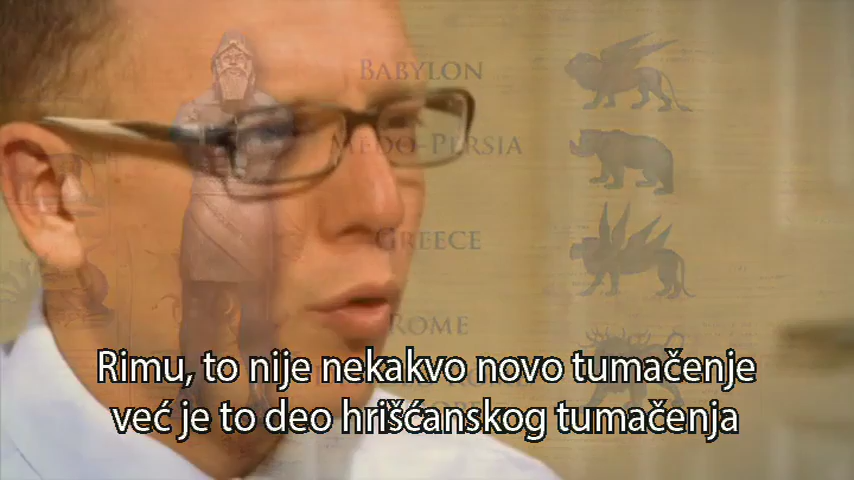 BABYLON
MEDO-PERSIA
GREECE
ROME
Rimu, to nije nekakvo novo tumačenje
već je to deo hrišćanskog tumačenja